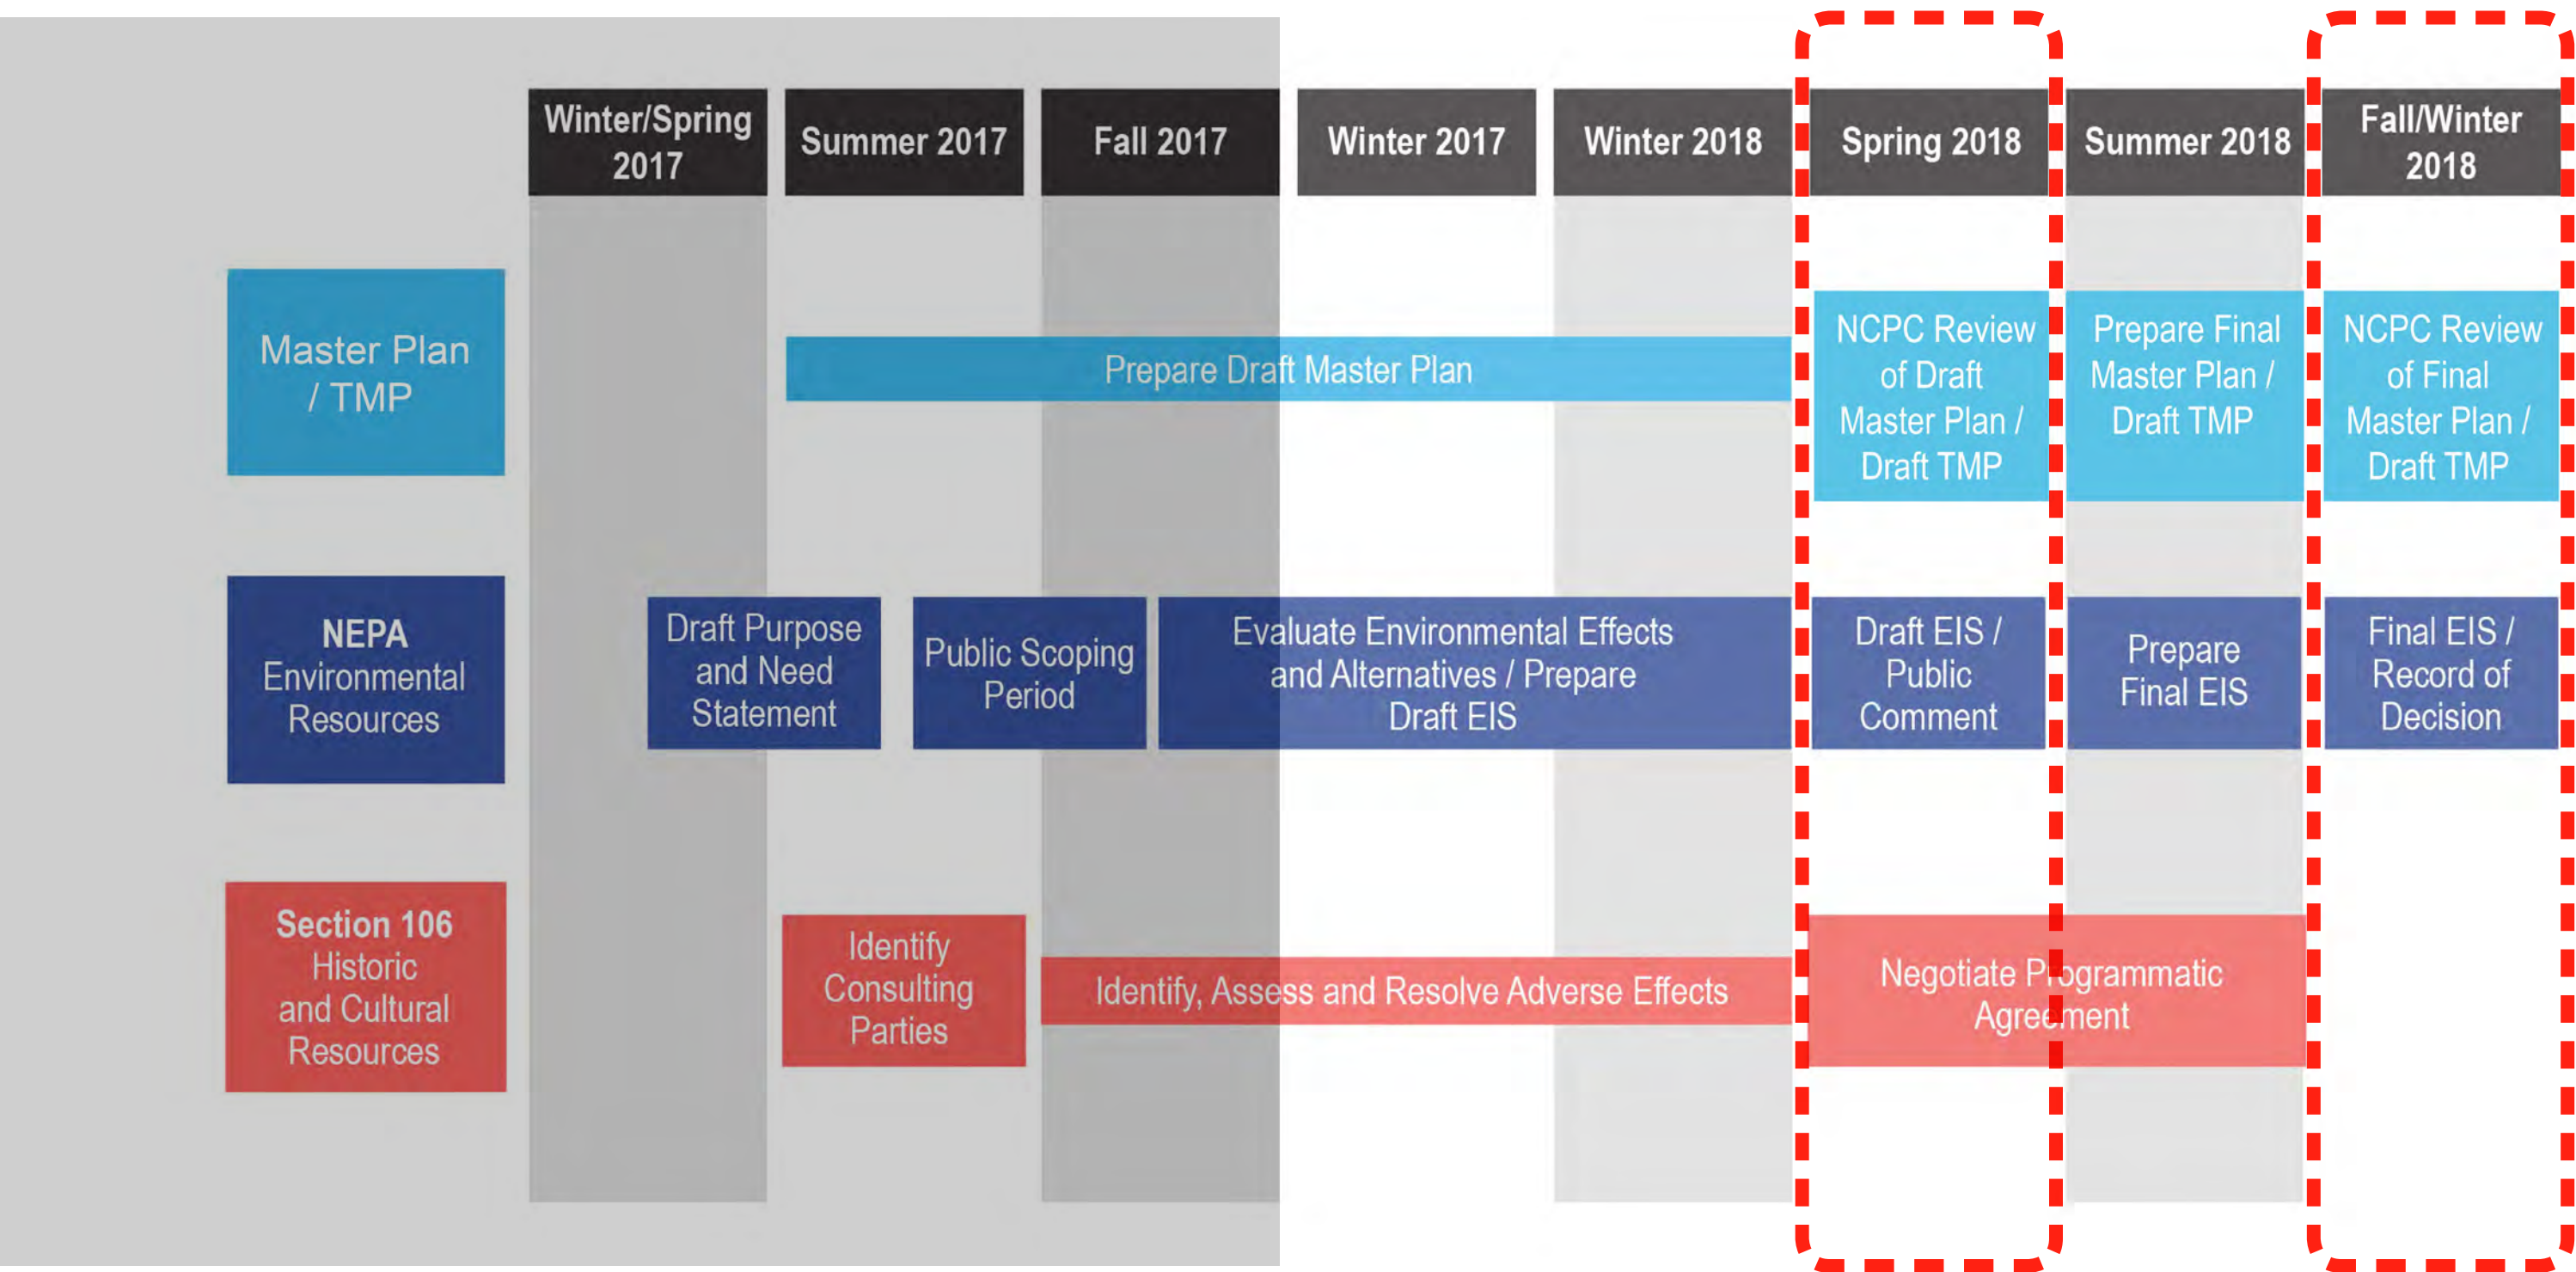 Winter/Spring
2017
Summer 2017
Fall 2017
Winter 2017
Winter 2018
Spring 2018
Summer 2018
Fall/Winter
2018
Master Plan
/ TMP
Prepare Draft Master Plan
NCPC Review
of Draft
Master Plan /
Draft TMP
Prepare Final
Master Plan /
Draft TMP
NCPC Review
of Final
Master Plan /
Draft TMP
NEPA
Environmental
Resources
Draft Purpose
and Need
Statement
Public Scoping
Period
Evaluate Environmental Effects
and Alternatives / Prepare
Draft EIS
Draft EIS /
Public
Comment
Prepare
Final EIS
Final EIS /
Record of
Decision
Section 106
Historic
and Cultural
Resources
Identify
Consulting
Parties
Identify, Assess and Resolve Adverse Effects
Negotiate Programmatic
Agreement